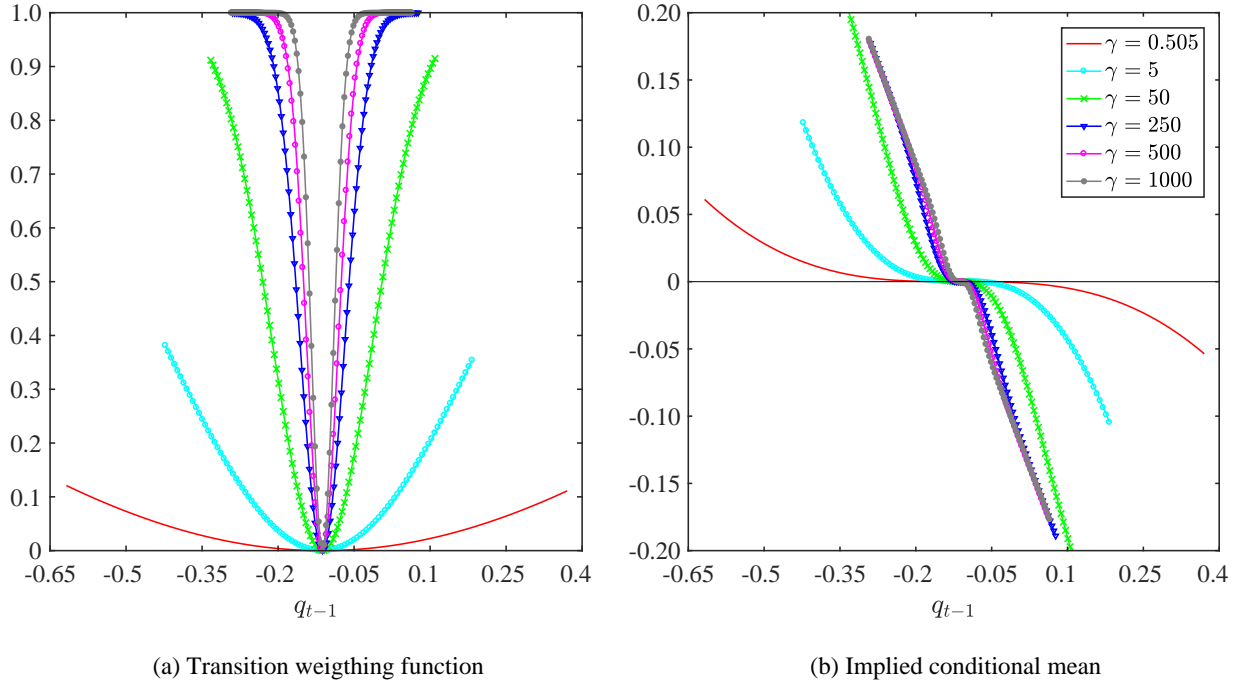 1.0
0.9
0.8
0.7
0.6
0.5
0.4
0.3
0.2
0.1
0
-0.65 -0.5 -0.35 -0.2 -0.05 0.1 0.25 0.4
q_{t−1}
(a) Transition weigthing function
0.20
0.15
0.10
0.05
0
-0.05
-0.10
-0.15
-0.20
γ = 0.505
γ = 5
γ = 50
γ = 250
γ = 500
γ = 1000
-0.65 -0.5 -0.35 -0.2 -0.05 0.1 0.25 0.4
q_{t−1}
(b) Implied conditional mean